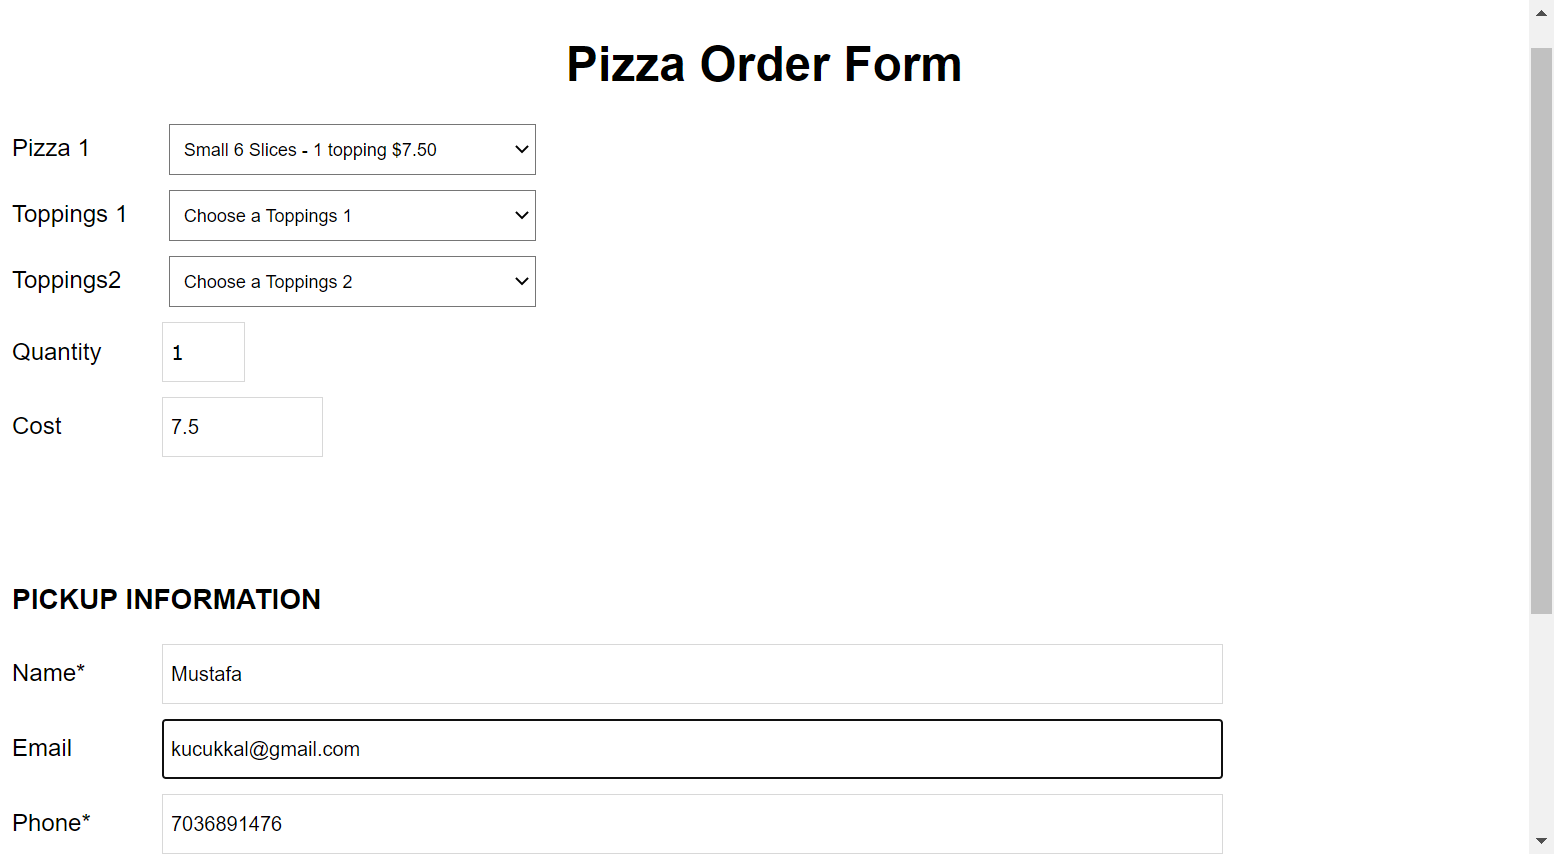 Pizza Order Form
Pizza 1 Small 6 Slices - 1 topping $7.50
Toppings 1 Choose a Toppings 1
Toppings2 Choose a Toppings 2
Quantity 1
Cost 7.5
PICKUP INFORMATION
Name* Mustafa
Email kucukkal@gmail.com
Phone* 7036891476